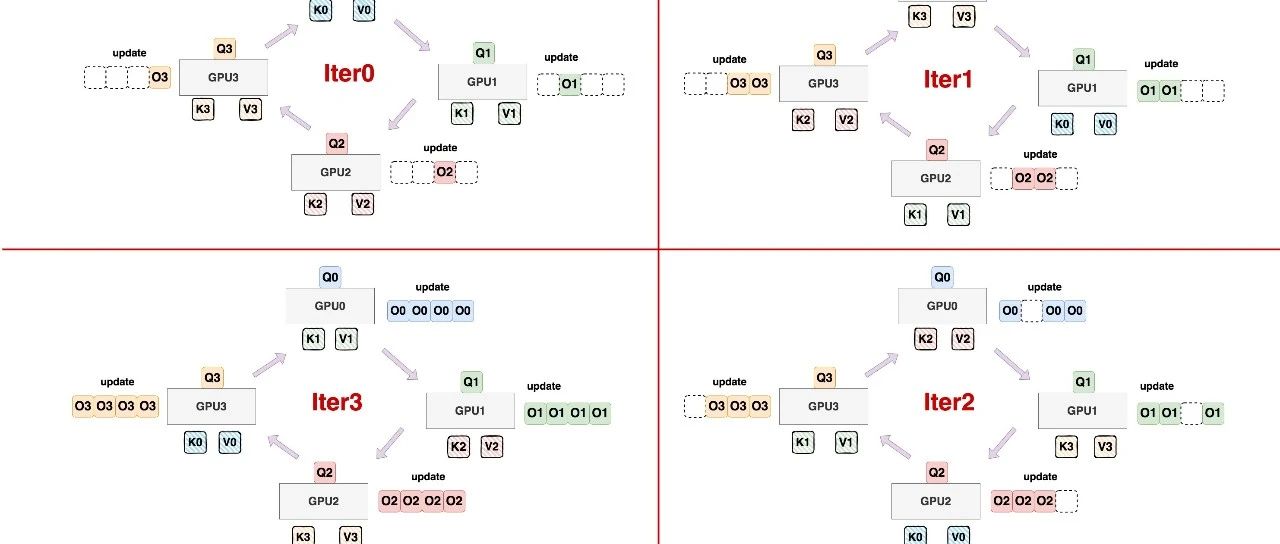 K0 V0
update
Q3
GPU3
O3
K3 V3
Iter0
Q1
GPU1
K1 V1
update
O1
Q2
GPU2
K2 V2
update
O2
K3 V3
update
O3 O3
Q3
GPU3
K2 V2
Iter1
Q1
GPU1
K0 V0
update
O1 O1
Q2
GPU2
K1 V1
update
O2 O2
Q0
GPU0
K1 V1
update
O0 O0 O0 O0
update
O3 O3 O3 O3
Q3
GPU3
K0 V0
Iter3
Q1
GPU1
K2 V2
update
O1 O1 O1 O1
Q2
GPU2
K3 V3
update
O2 O2 O2 O2
Q0
GPU0
K2 V2
update
O0 O0 O0
update
O3 O3 O3
Q3
GPU3
K1 V1
Iter2
Q1
GPU1
K3 V3
update
O1 O1 O1
Q2
GPU2
K0 V0
update
O2 O2 O2